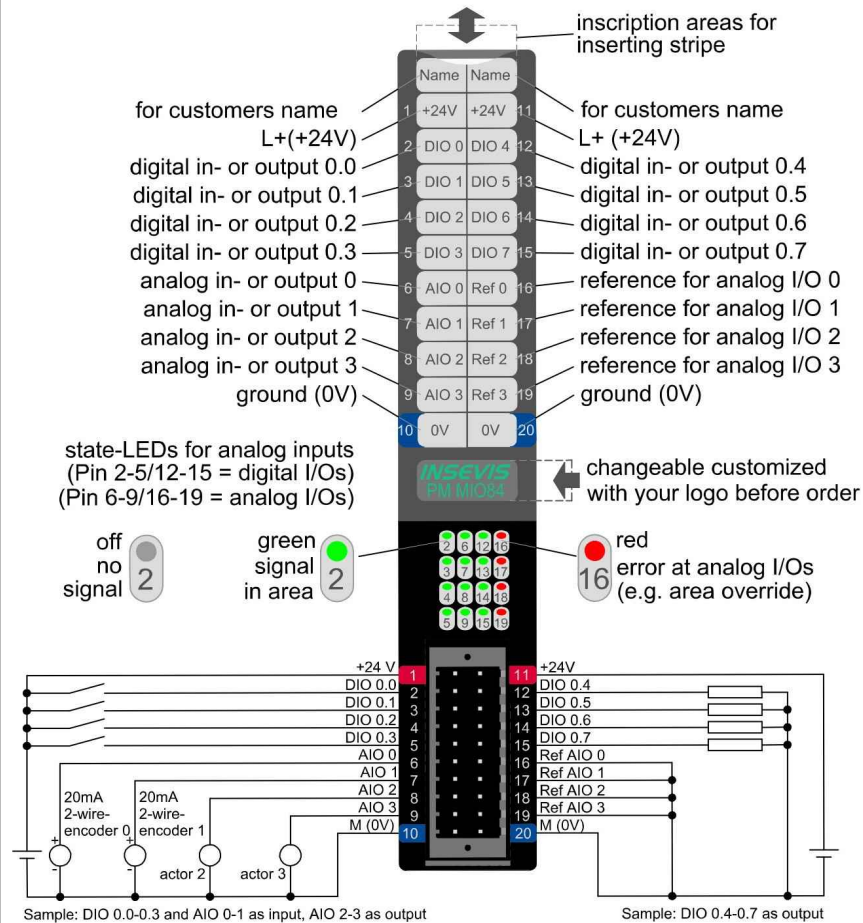 inscription areas for
inserting stripe
Name Name
for customers name
for customers name
1 +24V +24V 11
L+(+24V)
L+ (+24V)
2 DIO 0 DIO 4 12
digital in- or output 0.0
digital in- or output 0.4
3 DIO 1 DIO 5 13
digital in- or output 0.1
digital in- or output 0.5
4 DIO 2 DIO 6 14
digital in- or output 0.2
digital in- or output 0.6
5 DIO 3 DIO 7 15
digital in- or output 0.3
digital in- or output 0.7
6 AIO 0 Ref 0 16
analog in- or output 0
reference for analog I/O 0
7 AIO 1 Ref 1 17
analog in- or output 1
reference for analog I/O 1
8 AIO 2 Ref 2 18
analog in- or output 2
reference for analog I/O 2
9 AIO 3 Ref 3 19
analog in- or output 3
reference for analog I/O 3
ground (0V)
ground (0V)
10 0V 0V 20
state-LEDs for analog inputs
(Pin 2-5/12-15 = digital I/Os)
(Pin 6-9/16-19 = analog I/Os)
INSEVIS
PM MIO84
changeable customized
with your logo before order
off
no
signal
2
green
signal
in area
2
2 6 12 16
3 7 13 17
4 8 14 18
5 9 15 19
16
red
error at analog I/Os
(e.g. area override)
+24 V 1 11 +24V
DIO 0.0 2 12 DIO 0.4
DIO 0.1 3 13 DIO 0.5
DIO 0.2 4 14 DIO 0.6
DIO 0.3 5 15 DIO 0.7
AIO 0 6 16 Ref AIO 0
AIO 1 7 17 Ref AIO 1
AIO 2 8 18 Ref AIO 2
AIO 3 9 19 Ref AIO 3
M (0V) 10 20 M (0V)
20mA
2-wire-
encoder 0
+
-
20mA
2-wire-
encoder 1
+
-
actor 2
actor 3
Sample: DIO 0.0-0.3 and AIO 0-1 as input, AIO 2-3 as output
Sample: DIO 0.4-0.7 as output